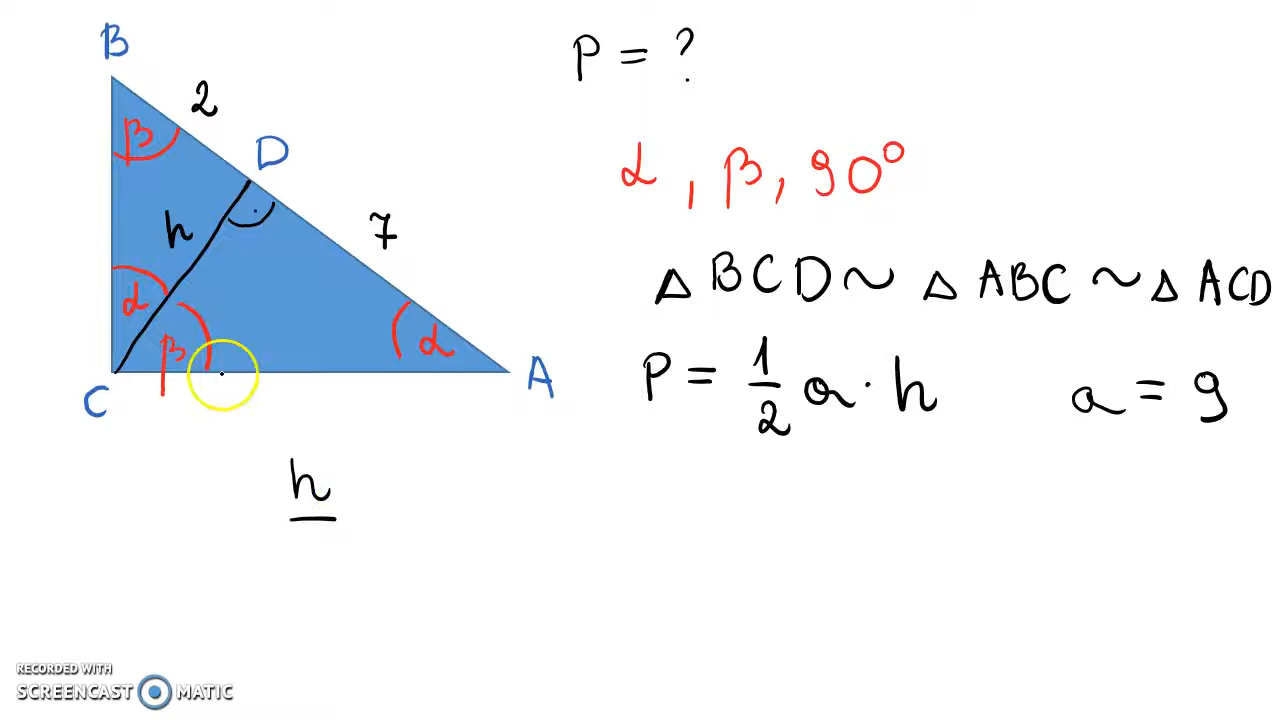 B
P = ?
2
β
D
α, β, 90°
h
7
Δ BCD ~ Δ ABC ~ Δ ACD
α
β
α
A
C
P = 1/2 a · h
a = 9
h
RECORDED WITH
SCREENCAST MATIC